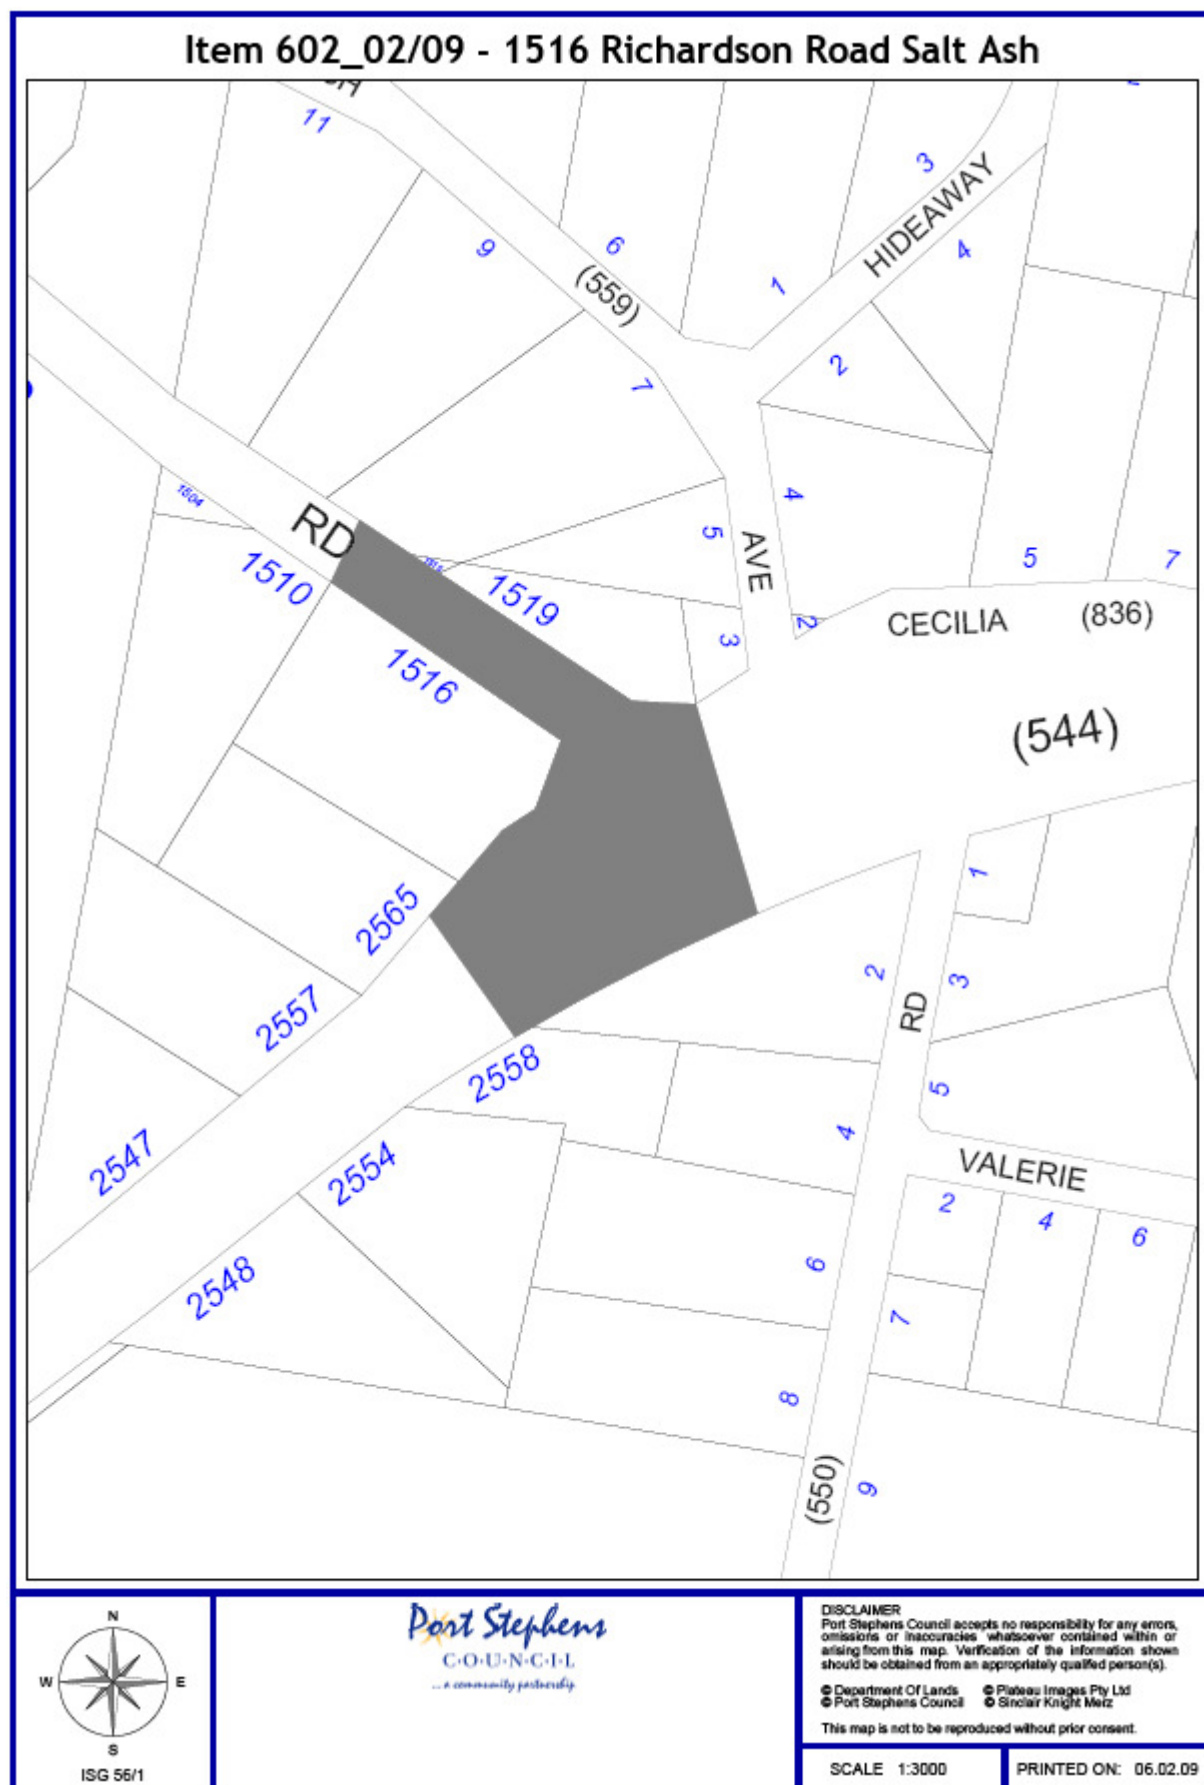 Item 602_02/09 - 1516 Richardson Road Salt Ash
11
3
HIDEAWAY
9
6
4
(559)
1
2
7
1504
4
RD
5
AVE
5
7
1510
1519
2
CECILIA
(836)
3
1516
(544)
1
2565
2
3
RD
2557
2558
5
4
2547
2554
VALERIE
2
4
6
6
2548
7
8
(550)
9
N
W
E
S
ISG 56/1
Port Stephens
C·O·U·N·C·I·L
... a community partnership
DISCLAIMER
Port Stephens Council accepts no responsibility for any errors,
omissions or inaccuracies whatsoever contained within or
arising from this map. Verification of the information shown
should be obtained from an appropriately qualified person(s).
© Department Of Lands © Plateau Images Pty Ltd
© Port Stephens Council © Sinclair Knight Merz
This map is not to be reproduced without prior consent.
SCALE 1:3000
PRINTED ON: 06.02.09